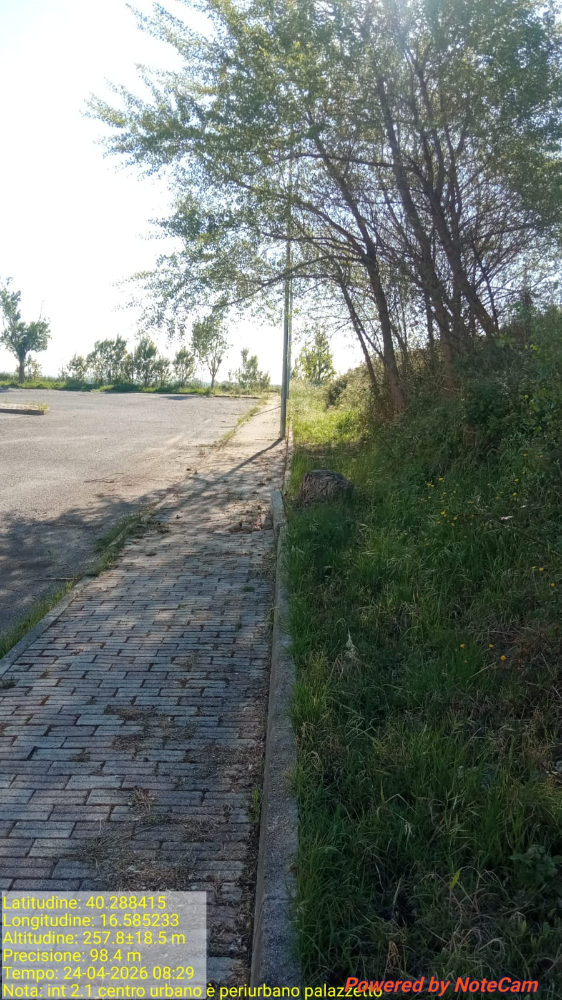 Latitudine: 40.288415
Longitudine: 16.585233
Altitudine: 257.8±18.5 m
Precisione: 98.4 m
Tempo: 24-04-2026 08:29
Nota: int 2.1 centro urbano è periurbano palazzetto
Powered by NoteCam